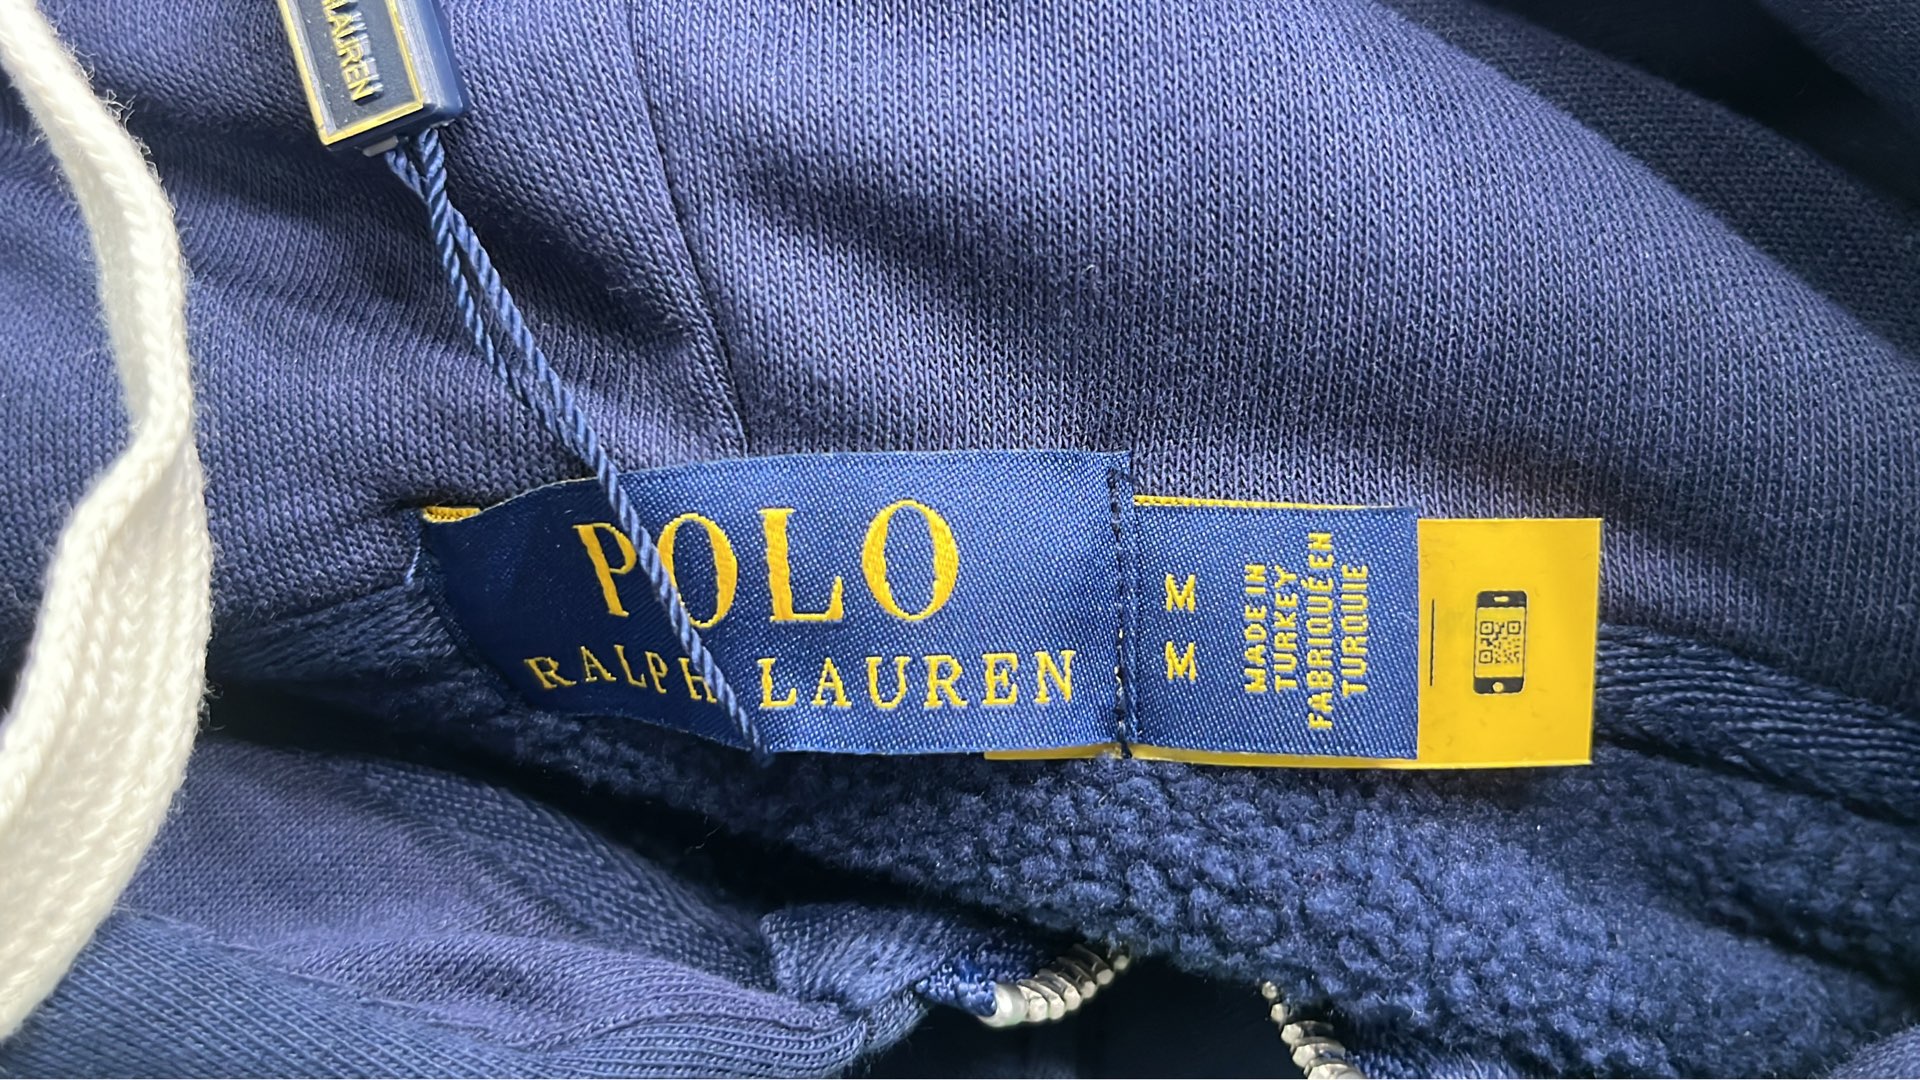 LAUREN
POLO
RALPH LAUREN
M
M
MADE IN
TURKEY
FABRIQUÉ EN
TURQUIE